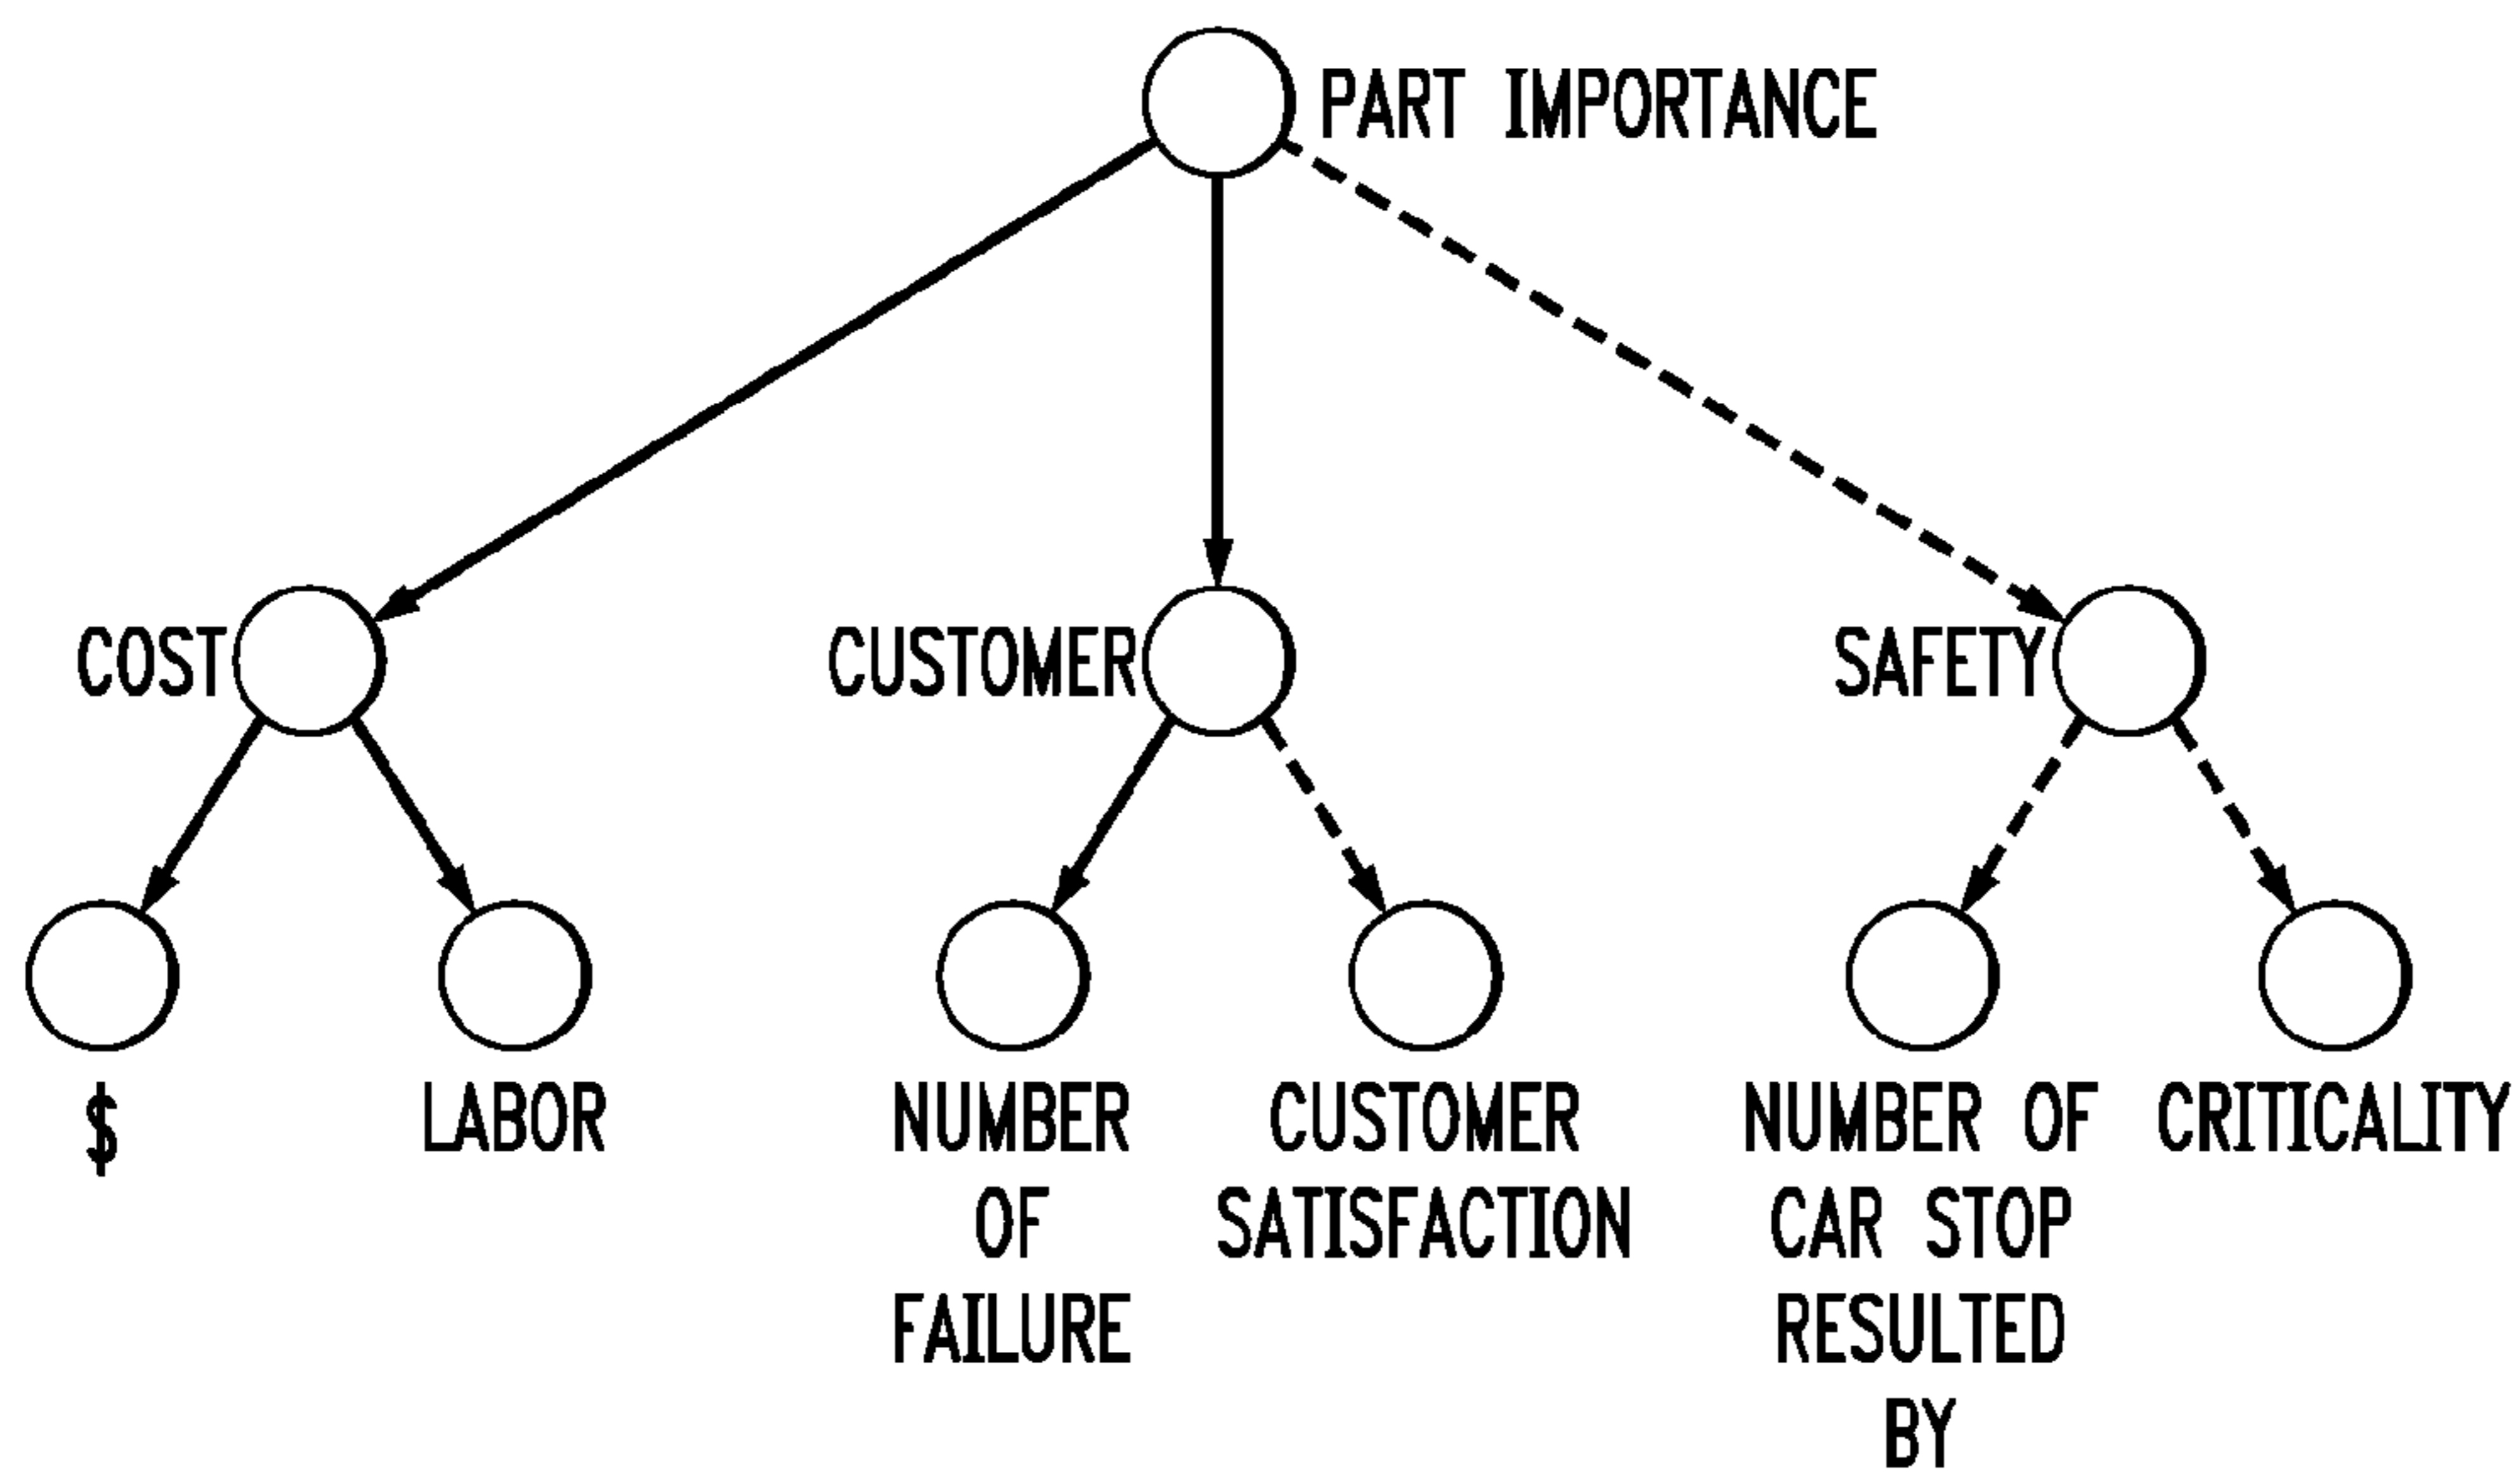 PART IMPORTANCE
COST
CUSTOMER
SAFETY
$
LABOR
NUMBER
OF
FAILURE
CUSTOMER
SATISFACTION
NUMBER OF
CAR STOP
RESULTED
BY
CRITICALITY